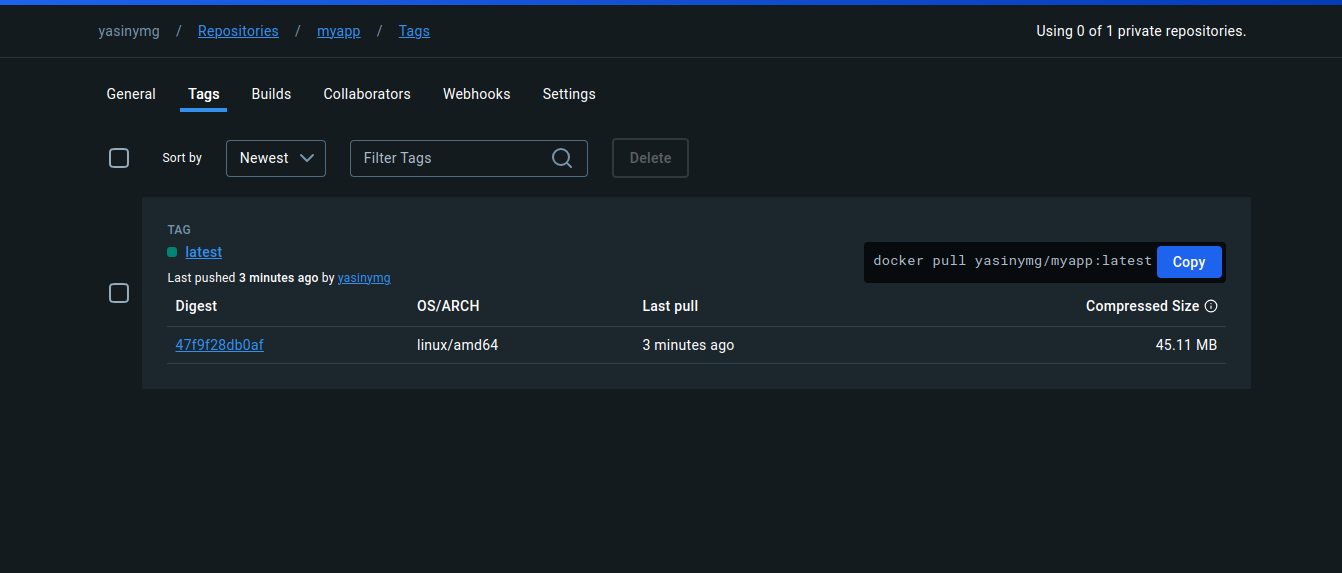 yasinymg / Repositories / myapp / Tags Using 0 of 1 private repositories.
General Tags Builds Collaborators Webhooks Settings
Sort by Newest Filter Tags Delete
TAG
latest
docker pull yasinymg/myapp:latest Copy
Last pushed 3 minutes ago by yasinymg
Digest OS/ARCH Last pull Compressed Size
47f9f28db0af linux/amd64 3 minutes ago 45.11 MB